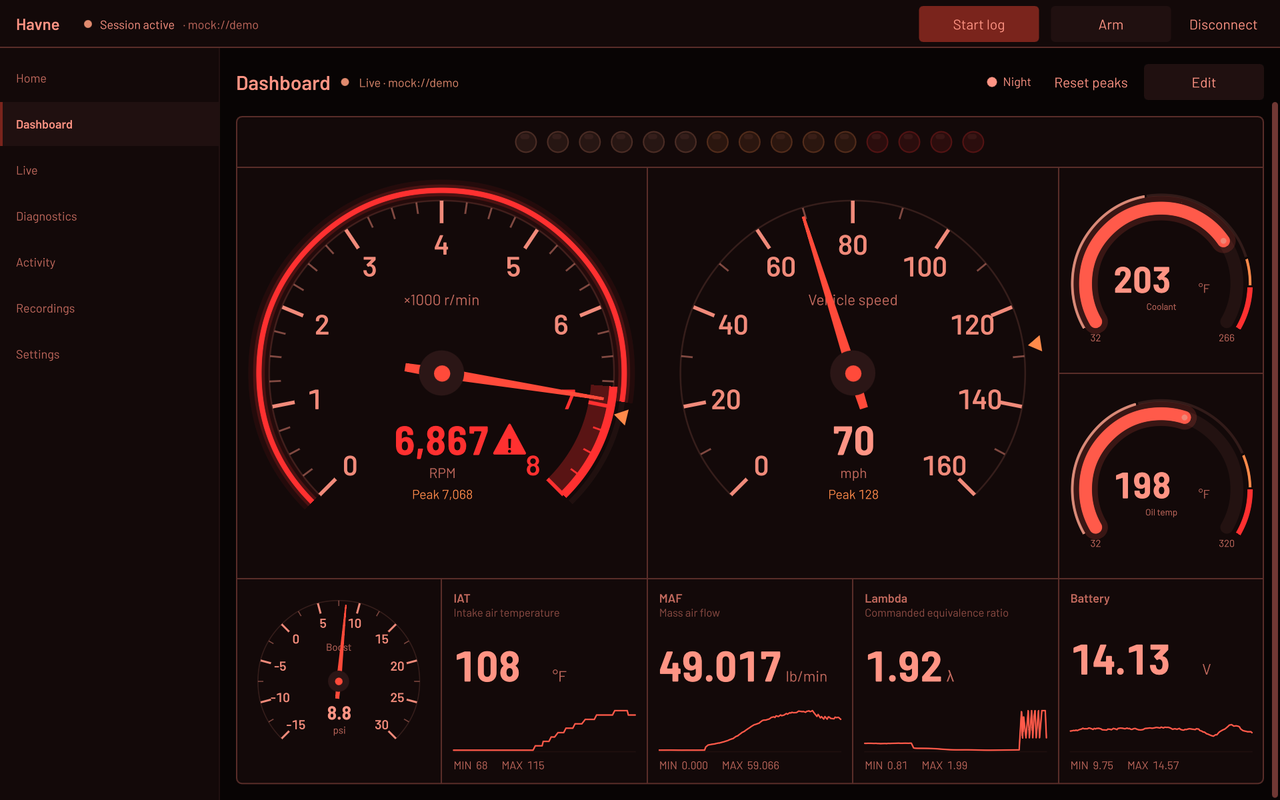 Havne
Session active · mock://demo
Start log
Arm
Disconnect
Home
Dashboard
Live
Diagnostics
Activity
Recordings
Settings
Dashboard
Live · mock://demo
Night
Reset peaks
Edit
0
1
2
3
4
5
6
7
8
×1000 r/min
6,867
RPM
Peak 7,068
0
20
40
60
80
100
120
140
160
Vehicle speed
70
mph
Peak 128
203 °F
Coolant
32 266
198 °F
Oil temp
32 320
-15
-10
-5
0
5
10
15
20
25
30
Boost
8.8
psi
IAT
Intake air temperature
108 °F
MIN 68 MAX 115
MAF
Mass air flow
49.017 lb/min
MIN 0.000 MAX 59.066
Lambda
Commanded equivalence ratio
1.92 λ
MIN 0.81 MAX 1.99
Battery
14.13 V
MIN 9.75 MAX 14.57